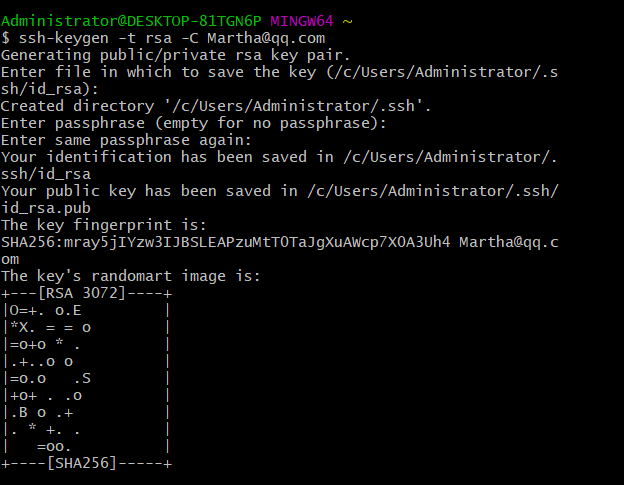 Administrator@DESKTOP-81TGN6P MINGW64 ~
$ ssh-keygen -t rsa -C Martha@qq.com
Generating public/private rsa key pair.
Enter file in which to save the key (/c/Users/Administrator/.s
sh/id_rsa):
Created directory '/c/Users/Administrator/.ssh'.
Enter passphrase (empty for no passphrase):
Enter same passphrase again:
Your identification has been saved in /c/Users/Administrator/.
ssh/id_rsa
Your public key has been saved in /c/Users/Administrator/.ssh/
id_rsa.pub
The key fingerprint is:
SHA256:mray5jIYzw3IJBSLEAPzuMtT0TaJgXuAWcp7X0A3Uh4 Martha@qq.c
om
The key's randomart image is:
+---[RSA 3072]----+
|O=+. o.E         |
|*X. = = o        |
|=o+o * .         |
|.+..o o          |
|=o.o   .S        |
|+o+ . .o         |
|.B o .+          |
|. * +. .         |
|   =oo.          |
+----[SHA256]-----+